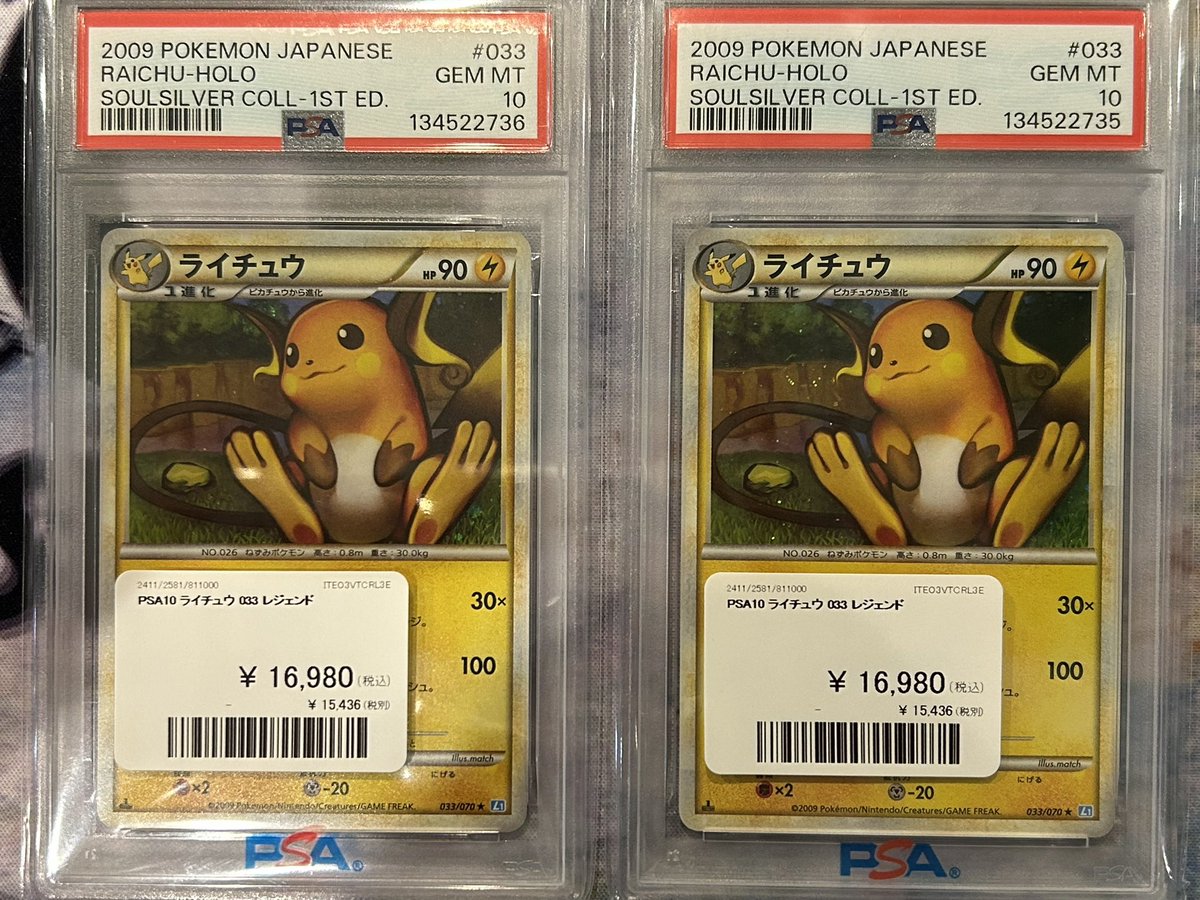 2009 POKEMON JAPANESE #033
RAICHU-HOLO GEM MT
SOULSILVER COLL-1ST ED. 10
PSA 134522736
ライチュウ HP 90
1進化 ピカチュウから進化
NO.026 ねずみポケモン 高さ：0.8m 重さ：30.0kg
2411/2581/811000 ITE03VTCRL3E
PSA10 ライチュウ 033 レジェンド
30×
ジ。
¥ 16,980(税込)
100
¥ 15,436(税別)
シュ。
Illus.match
にげる
×2 -20
©2009 Pokémon/Nintendo/Creatures/GAME FREAK. 033/070 ★ L1
PSA®
2009 POKEMON JAPANESE #033
RAICHU-HOLO GEM MT
SOULSILVER COLL-1ST ED. 10
PSA 134522735
ライチュウ HP 90
1進化 ピカチュウから進化
NO.026 ねずみポケモン 高さ：0.8m 重さ：30.0kg
2411/2581/811000 ITE03VTCRL3E
PSA10 ライチュウ 033 レジェンド
30×
¥ 16,980(税込)
100
¥ 15,436(税別)
Illus.match
にげる
×2 -20
©2009 Pokémon/Nintendo/Creatures/GAME FREAK. 033/070 ★ L1
PSA®